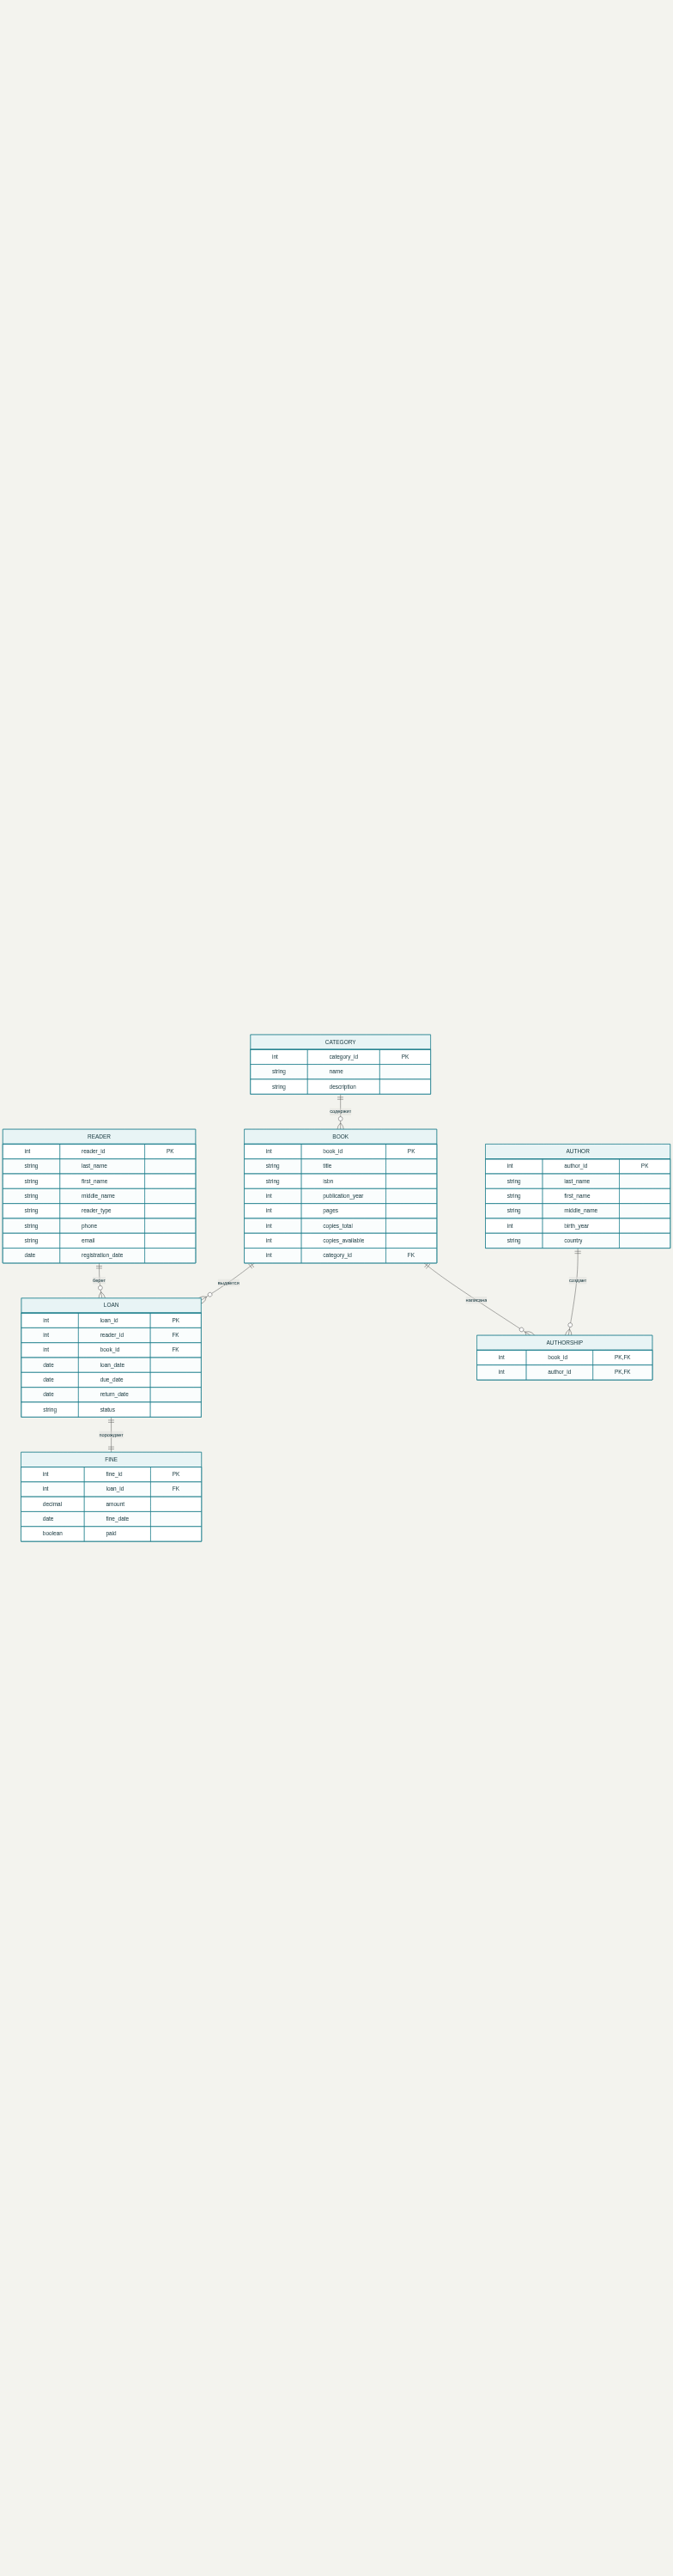 CATEGORY
int category_id PK
string name
string description
содержит
READER
int reader_id PK
string last_name
string first_name
string middle_name
string reader_type
string phone
string email
date registration_date
BOOK
int book_id PK
string title
string isbn
int publication_year
int pages
int copies_total
int copies_available
int category_id FK
AUTHOR
int author_id PK
string last_name
string first_name
string middle_name
int birth_year
string country
берет
выдается
написана
создает
LOAN
int loan_id PK
int reader_id FK
int book_id FK
date loan_date
date due_date
date return_date
string status
AUTHORSHIP
int book_id PK,FK
int author_id PK,FK
порождает
FINE
int fine_id PK
int loan_id FK
decimal amount
date fine_date
boolean paid